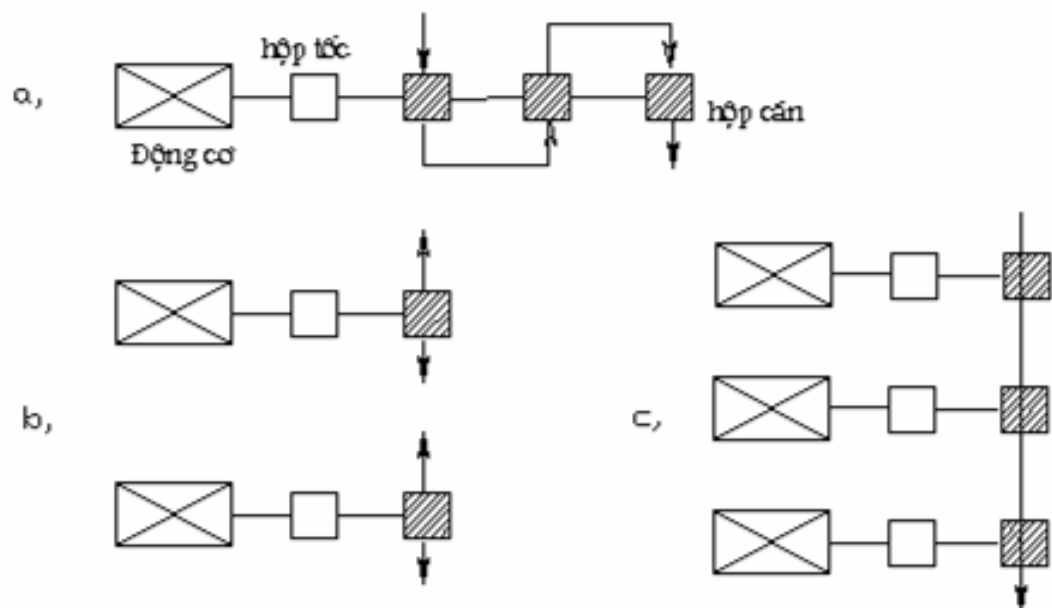 hộp tốc
a,
hộp cán
Động cơ
b,
c,